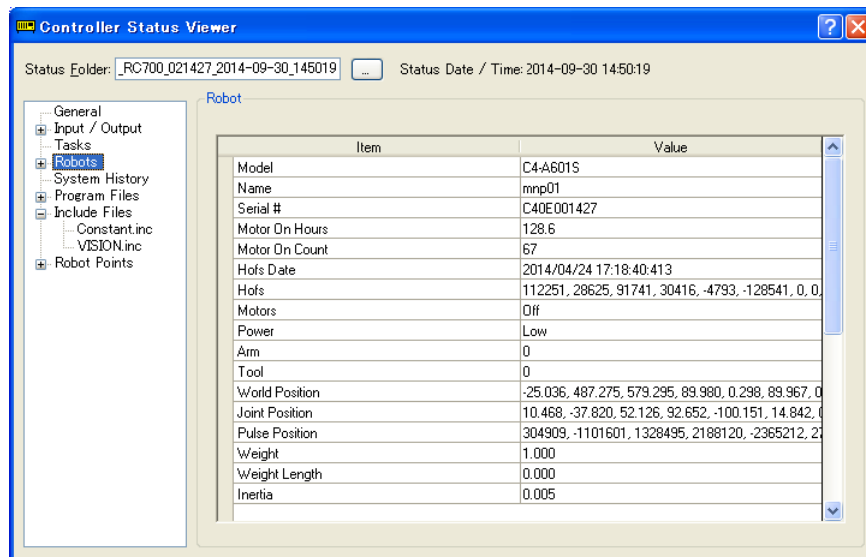 Controller Status Viewer
Status Folder: _RC700_021427_2014-09-30_145019 ... Status Date / Time: 2014-09-30 14:50:19
General
Input / Output
Tasks
Robots
System History
Program Files
Include Files
Constant.inc
VISION.inc
Robot Points
Robot
Item Value
Model C4-A601S
Name mnp01
Serial # C40E001427
Motor On Hours 128.6
Motor On Count 67
Hofs Date 2014/04/24 17:18:40:413
Hofs 112251, 28625, 91741, 30416, -4793, -128541, 0, 0,
Motors Off
Power Low
Arm 0
Tool 0
World Position -25.036, 487.275, 579.295, 89.980, 0.298, 89.967, 0
Joint Position 10.468, -37.820, 52.126, 92.652, -100.151, 14.842,
Pulse Position 304909, -1101601, 1328495, 2188120, -2365212,
Weight 1.000
Weight Length 0.000
Inertia 0.005